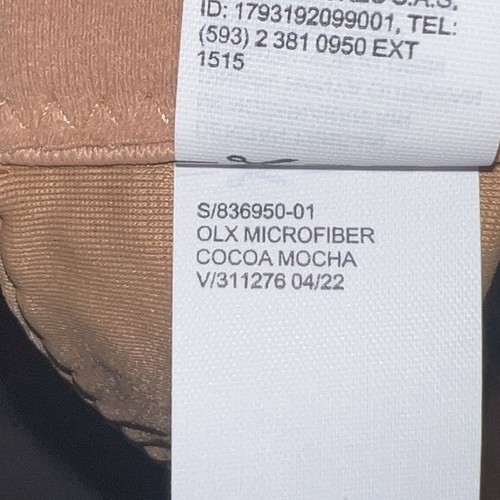 S.A.S,
ID: 1793192099001, TEL:
(593) 2 381 0950 EXT
1515
S/836950-01
OLX MICROFIBER
COCOA MOCHA
V/311276 04/22